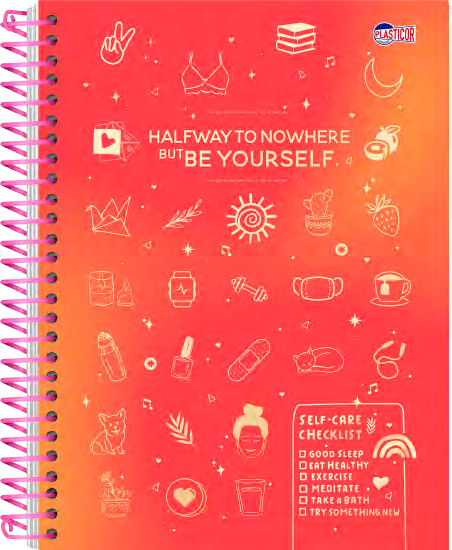 PLASTICOR
HALFWAY TO NOWHERE
BUT BE YOURSELF.
SELF-CARE
CHECKLIST
GOOD SLEEP
EAT HEALTHY
EXERCISE
MEDITATE
TAKE A BATH
TRY SOMETHING NEW